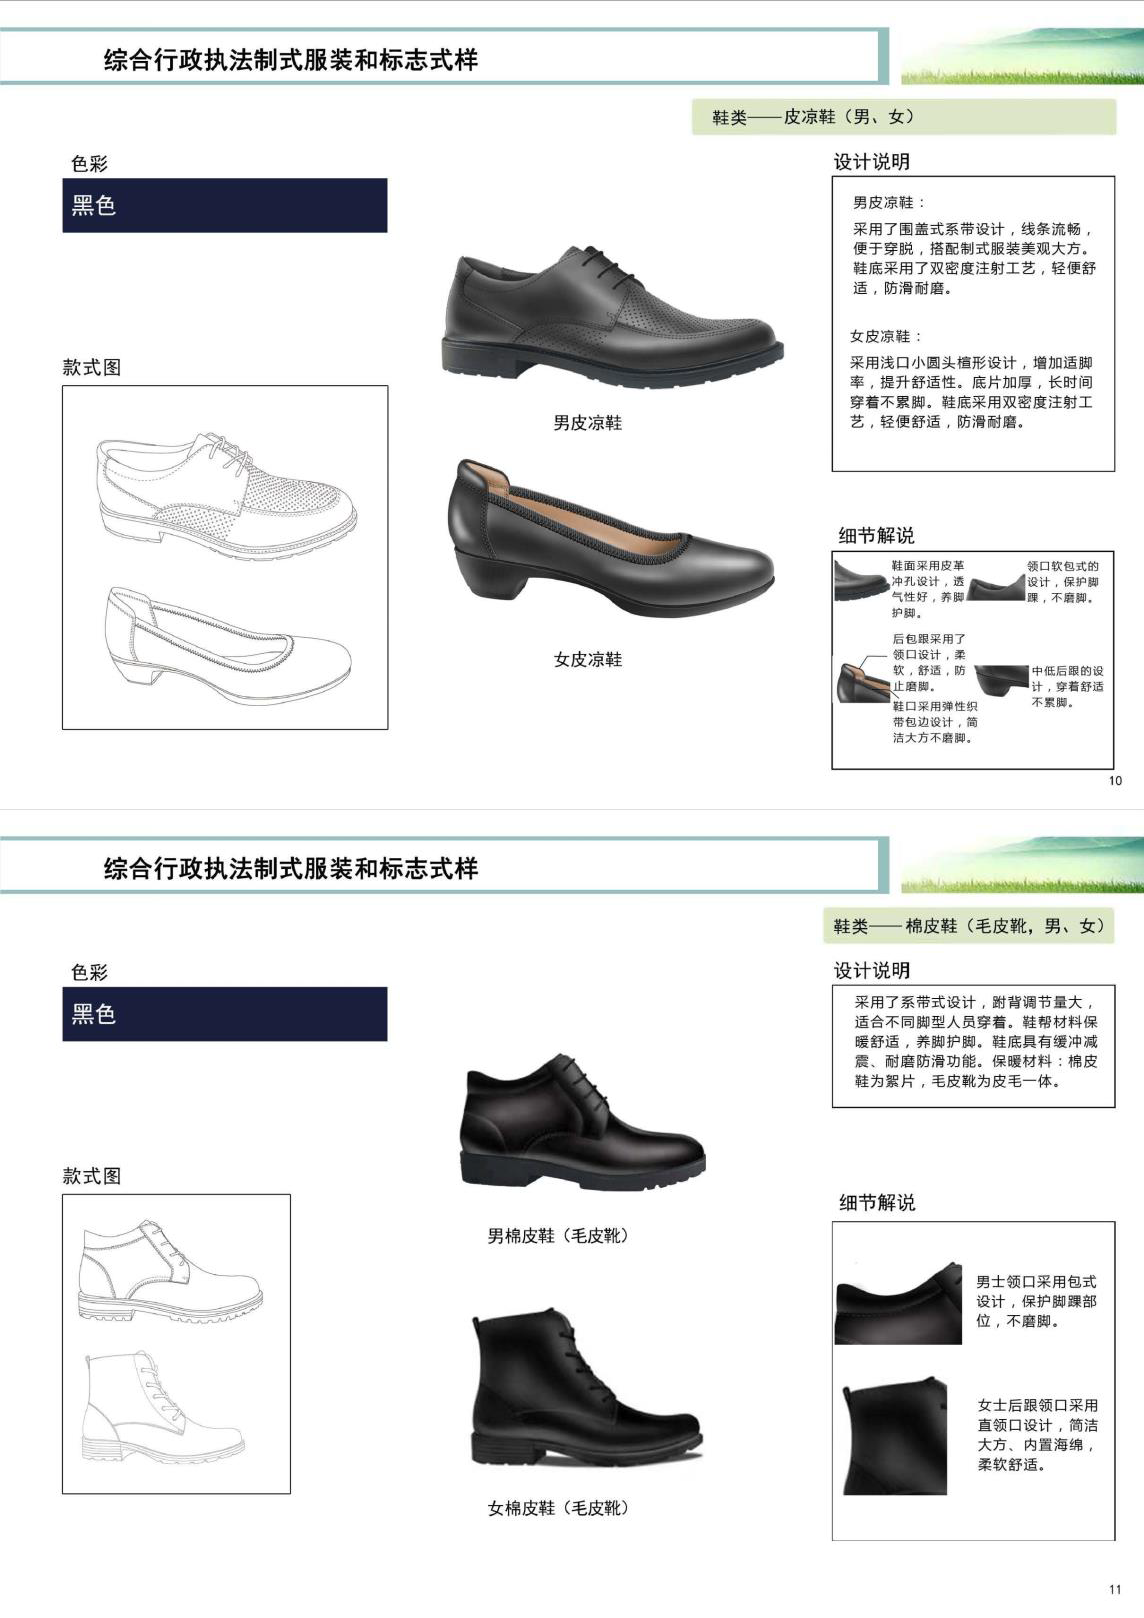 综合行政执法制式服装和标志式样
鞋类——皮凉鞋（男、女）
色彩
黑色
款式图
男皮凉鞋
女皮凉鞋
设计说明
男皮凉鞋：
采用了围盖式系带设计，线条流畅，
便于穿脱，搭配制式服装美观大方。
鞋底采用了双密度注射工艺，轻便舒
适，防滑耐磨。
女皮凉鞋：
采用浅口小圆头楦形设计，增加适脚
率，提升舒适性。底片加厚，长时间
穿着不累脚。鞋底采用双密度注射工
艺，轻便舒适，防滑耐磨。
细节解说
鞋面采用皮革
冲孔设计，透
气性好，养脚
护脚。
领口软包式的
设计，保护脚
踝，不磨脚。
后包跟采用了
领口设计，柔
软，舒适，防
止磨脚。
鞋口采用弹性织
带包边设计，简
洁大方不磨脚。
中低后跟的设
计，穿着舒适
不累脚。
10
综合行政执法制式服装和标志式样
鞋类——棉皮鞋（毛皮靴，男、女）
色彩
黑色
款式图
男棉皮鞋（毛皮靴）
女棉皮鞋（毛皮靴）
设计说明
采用了系带式设计，跗背调节量大，
适合不同脚型人员穿着。鞋帮材料保
暖舒适，养脚护脚。鞋底具有缓冲减
震、耐磨防滑功能。保暖材料：棉皮
鞋为絮片，毛皮靴为皮毛一体。
细节解说
男士领口采用包式
设计，保护脚踝部
位，不磨脚。
女士后跟领口采用
直领口设计，简洁
大方、内置海绵，
柔软舒适。
11